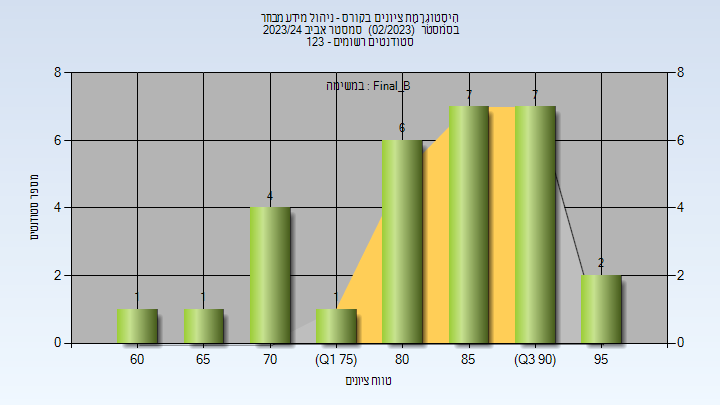 היסטוגרמת ציונים בקורס - ניהול מידע מבוזר
בסמסטר (02/2023) סמסטר אביב 2023/24
סטודנטים רשומים - 123
במשימה : Final_B
8 8
6 6
4 4
2 2
0 0
1 1 4 1 6 7 7 2
60 65 70 (Q1 75) 80 85 (Q3 90) 95
מספר סטודנטים
טווח ציונים